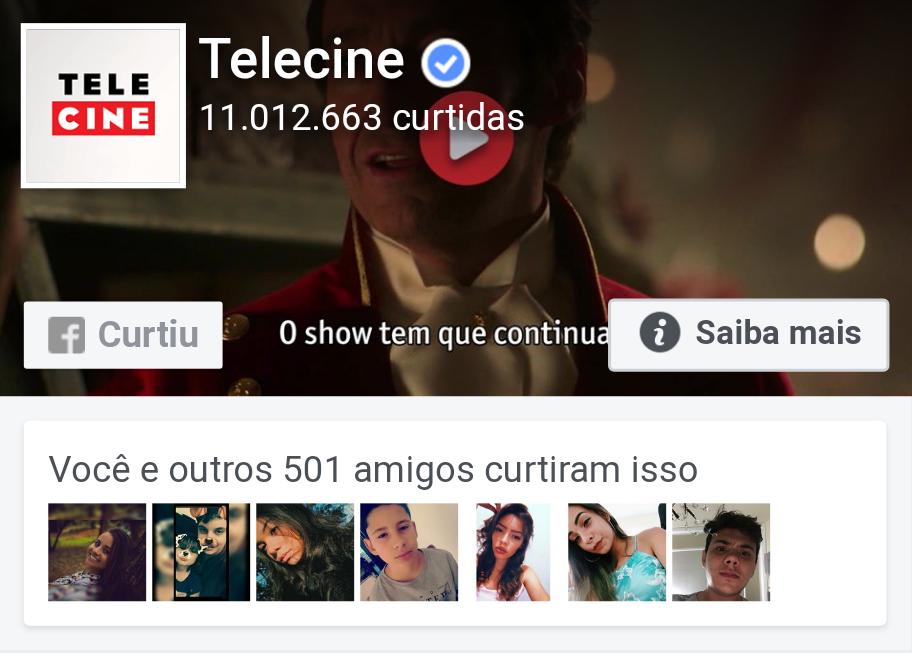 TELE
CINE
Telecine
11.012.663 curtidas
Curtiu
O show tem que continua
Saiba mais
Você e outros 501 amigos curtiram isso